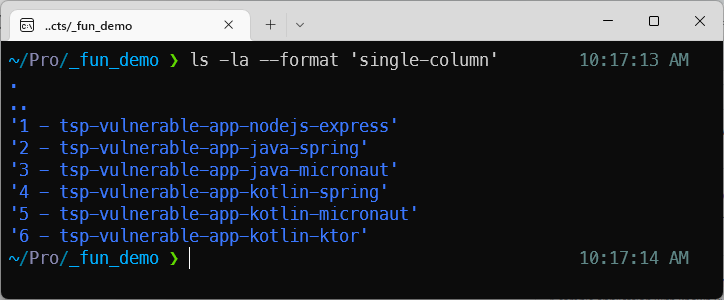 ..cts/_fun_demo
~/Pro/_fun_demo ❯ ls -la --format 'single-column' 10:17:13 AM
.
..
'1 - tsp-vulnerable-app-nodejs-express'
'2 - tsp-vulnerable-app-java-spring'
'3 - tsp-vulnerable-app-java-micronaut'
'4 - tsp-vulnerable-app-kotlin-spring'
'5 - tsp-vulnerable-app-kotlin-micronaut'
'6 - tsp-vulnerable-app-kotlin-ktor'
~/Pro/_fun_demo ❯ 10:17:14 AM